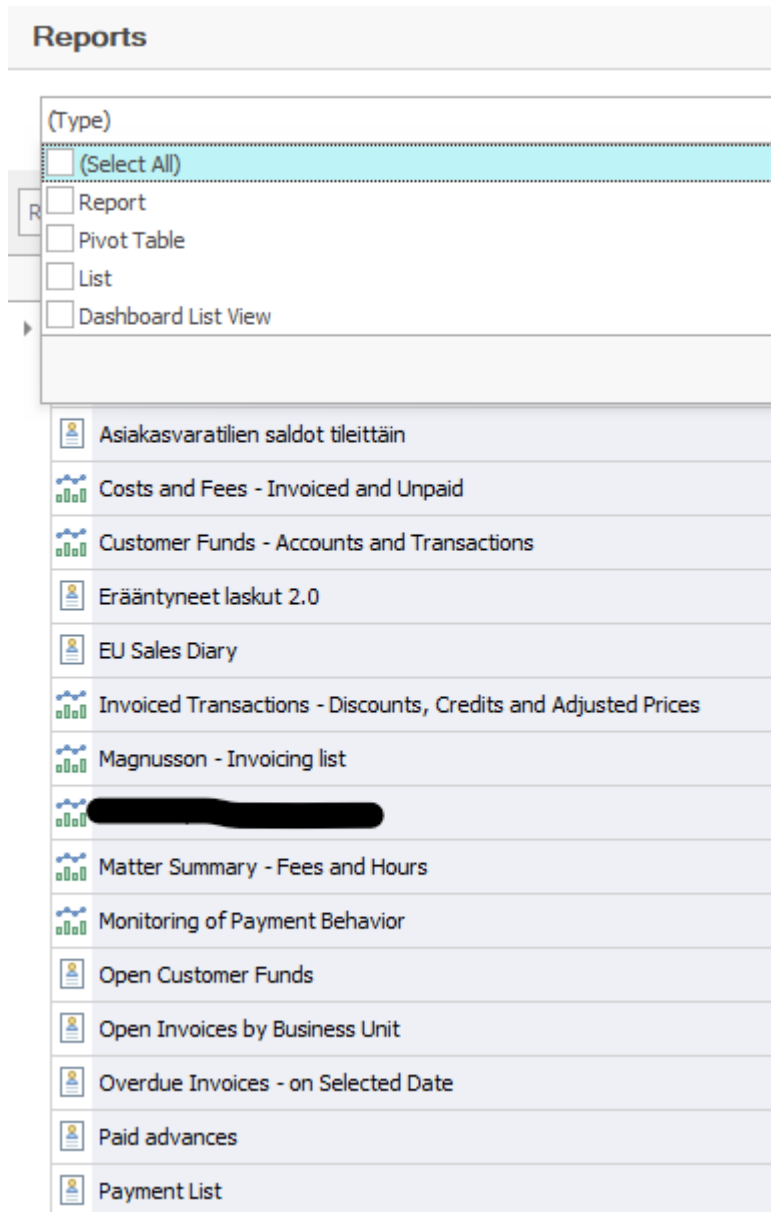 Reports
(Type)
(Select All)
R
Report
Pivot Table
List
Dashboard List View
Asiakasvaratilien saldot tileittäin
Costs and Fees - Invoiced and Unpaid
Customer Funds - Accounts and Transactions
Erääntyneet laskut 2.0
EU Sales Diary
Invoiced Transactions - Discounts, Credits and Adjusted Prices
Magnusson - Invoicing list
Matter Summary - Fees and Hours
Monitoring of Payment Behavior
Open Customer Funds
Open Invoices by Business Unit
Overdue Invoices - on Selected Date
Paid advances
Payment List